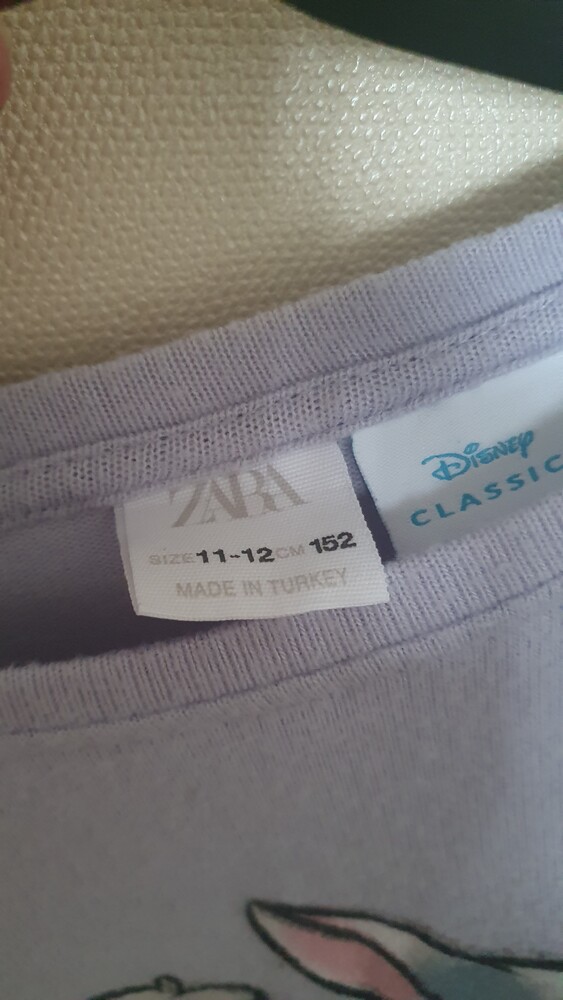 ZARA
SIZE 11-12 CM 152
MADE IN TURKEY
Disney
CLASSIC